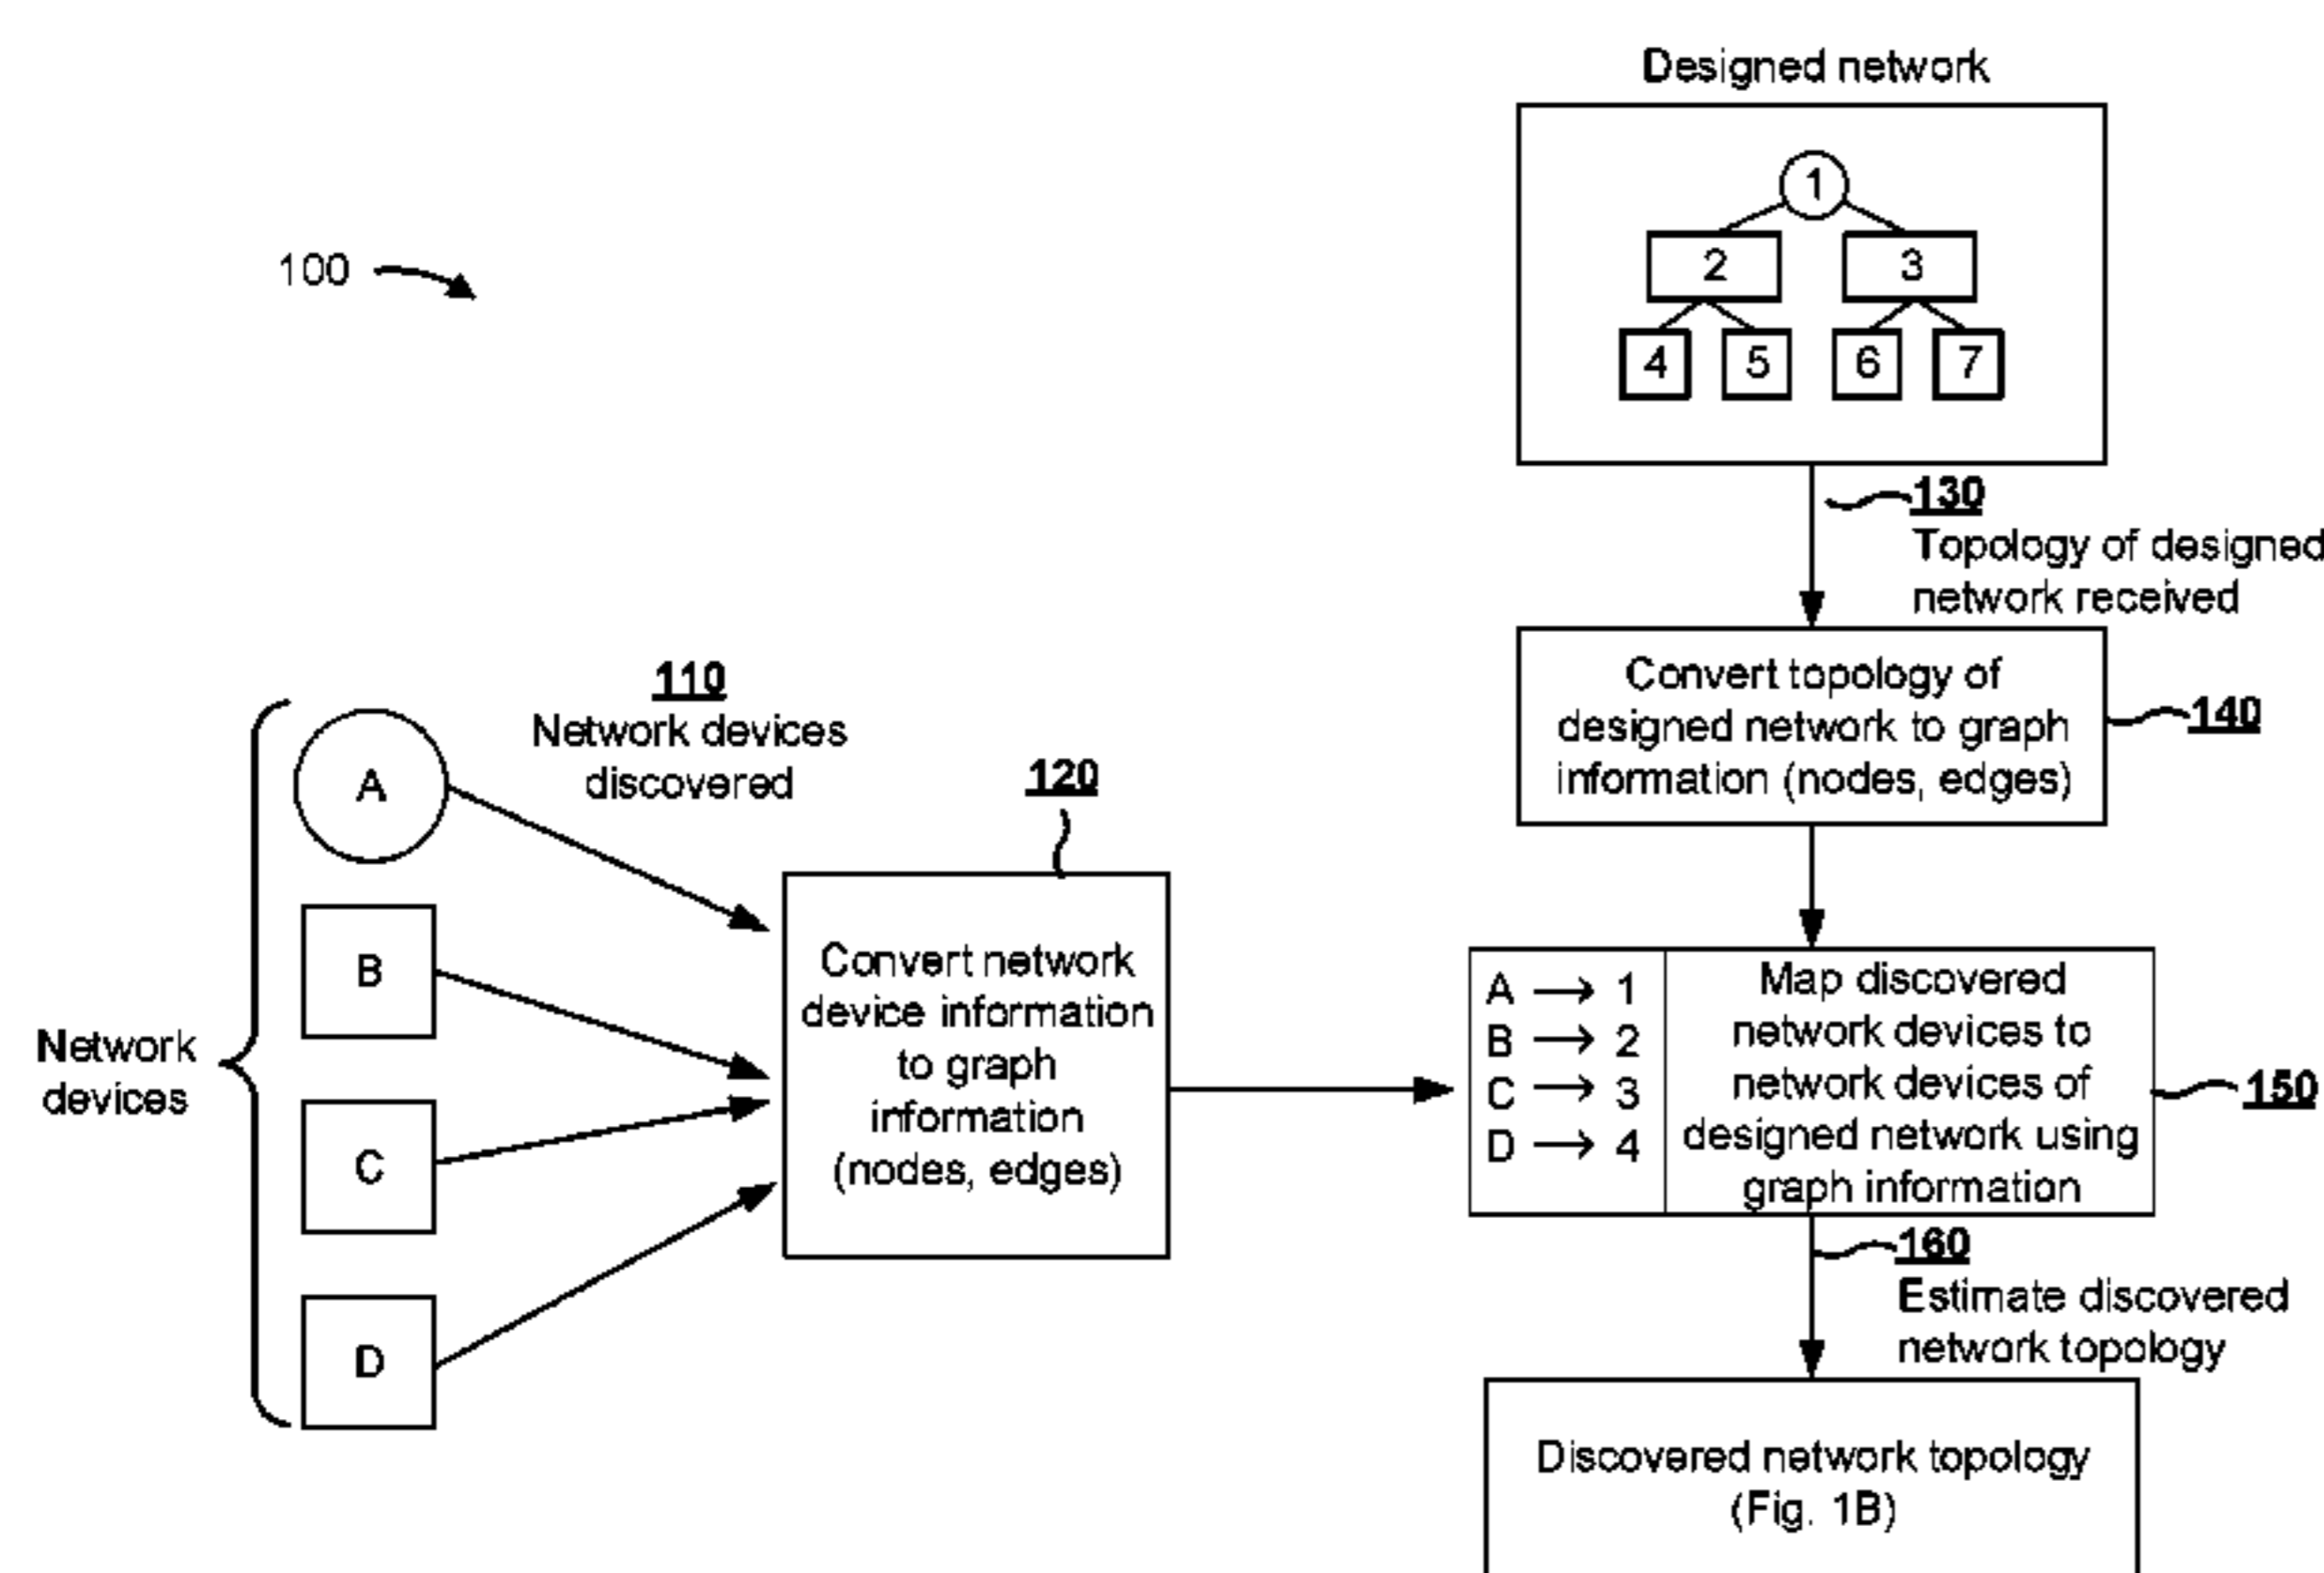 Designed network
1
2 3
4 5 6 7
100
130
Topology of designed
network received
Convert topology of
designed network to graph
information (nodes, edges)
140
110
Network devices
discovered
120
A
B
C
D
Network
devices
Convert network
device information
to graph
information
(nodes, edges)
A → 1
B → 2
C → 3
D → 4
Map discovered
network devices to
network devices of
designed network using
graph information
150
160
Estimate discovered
network topology
Discovered network topology
(Fig. 1B)